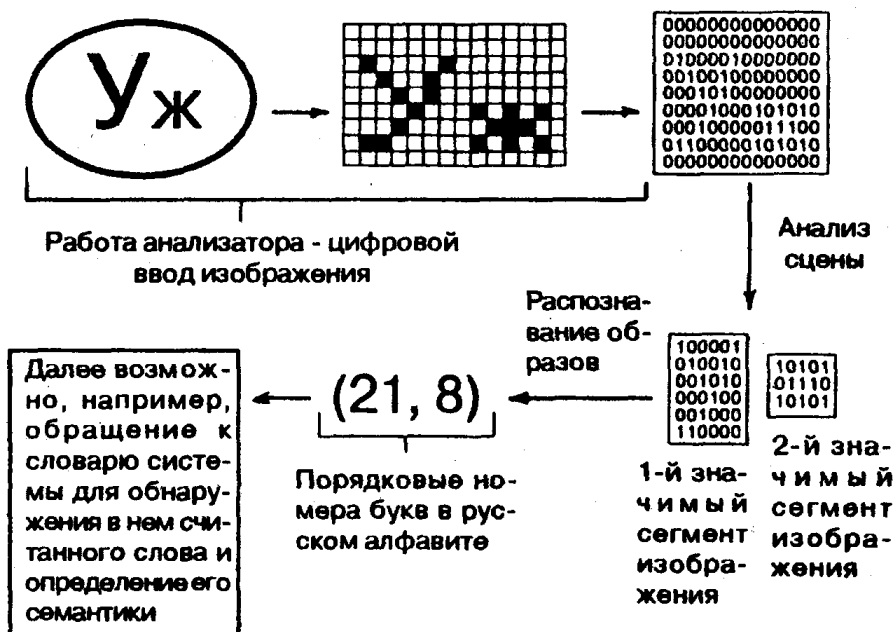 Уж
00000000000000
00000000000000
01000010000000
00100100000000
00010100000000
00001000101010
00010000011100
01100000101010
00000000000000
Работа анализатора - цифровой
ввод изображения
Анализ
сцены
100001
010010
001010
000100
001000
110000
10101
01110
10101
1-й зна-
чимый
сегмент
изобра-
жения
2-й зна-
чимый
сегмент
изобра-
жения
Распозна-
вание об-
разов
(21, 8)
Порядковые но-
мера букв в рус-
ском алфавите
Далее возмож-
но, например,
обращение к
словарю систе-
мы для обнару-
жения в нем счи-
танного слова и
определение его
семантики